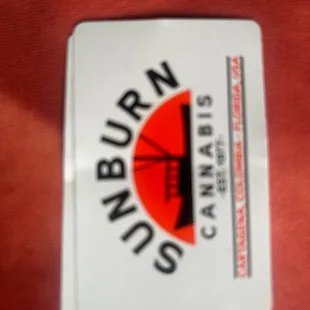 SUNBURN
CANNABIS
-EST. 1977-
CARTAGENA, COLOMBIA - FLORIDA, USA